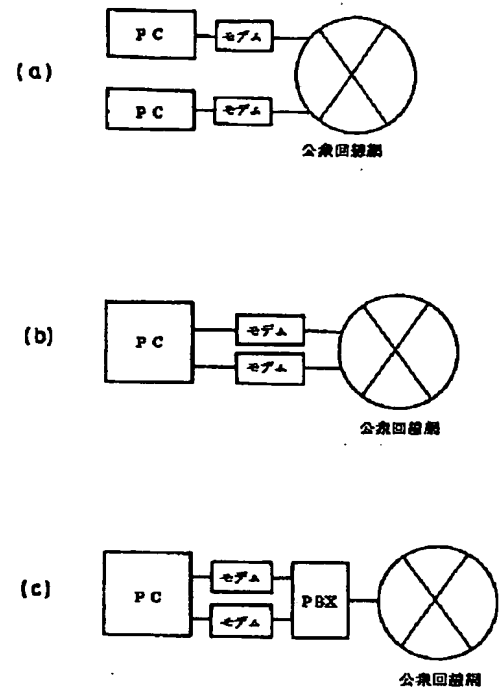 (a)
PC モデム
PC モデム
公衆回線網
(b)
PC モデム
モデム
公衆回線網
(c)
PC モデム PBX
モデム
公衆回線網